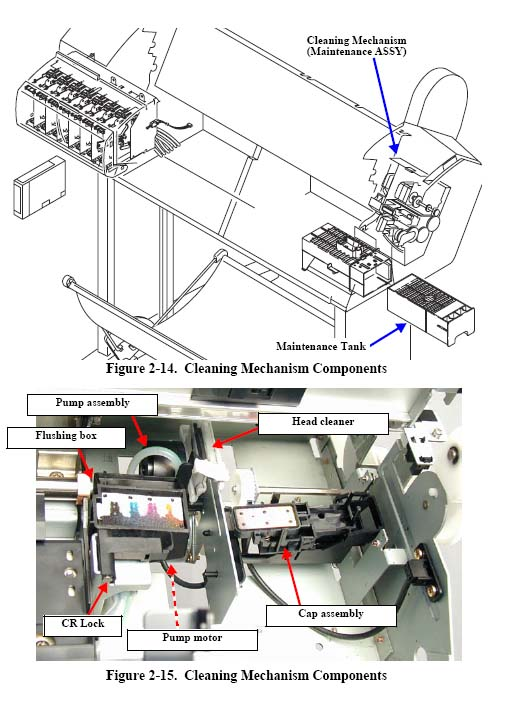 Cleaning Mechanism
(Maintenance ASSY)
Maintenance Tank
Figure 2-14. Cleaning Mechanism Components
Pump assembly
Head cleaner
Flushing box
CR Lock
Pump motor
Cap assembly
Figure 2-15. Cleaning Mechanism Components